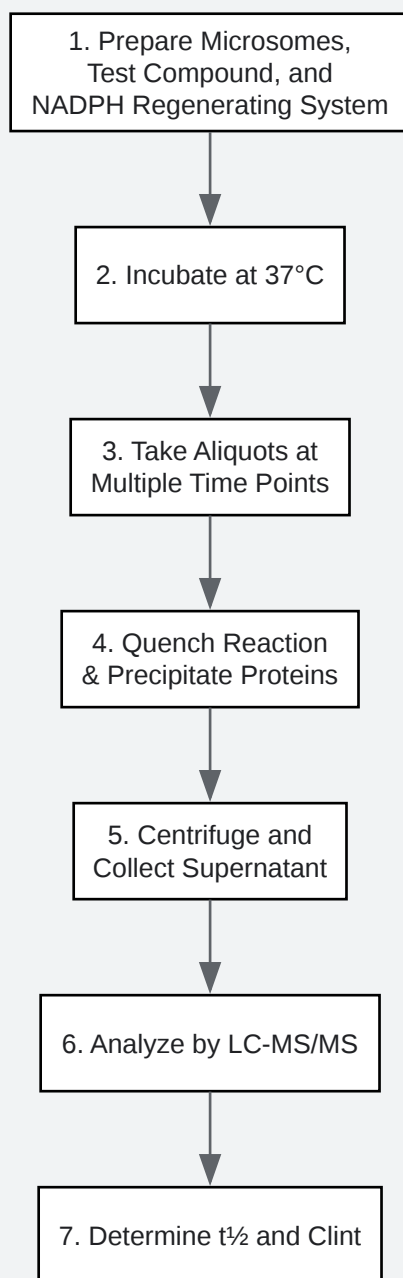 1. Prepare Microsomes,
Test Compound, and
NADPH Regenerating System
2. Incubate at 37°C
3. Take Aliquots at
Multiple Time Points
4. Quench Reaction
& Precipitate Proteins
5. Centrifuge and
Collect Supernatant
6. Analyze by LC-MS/MS
7. Determine t½ and Clint